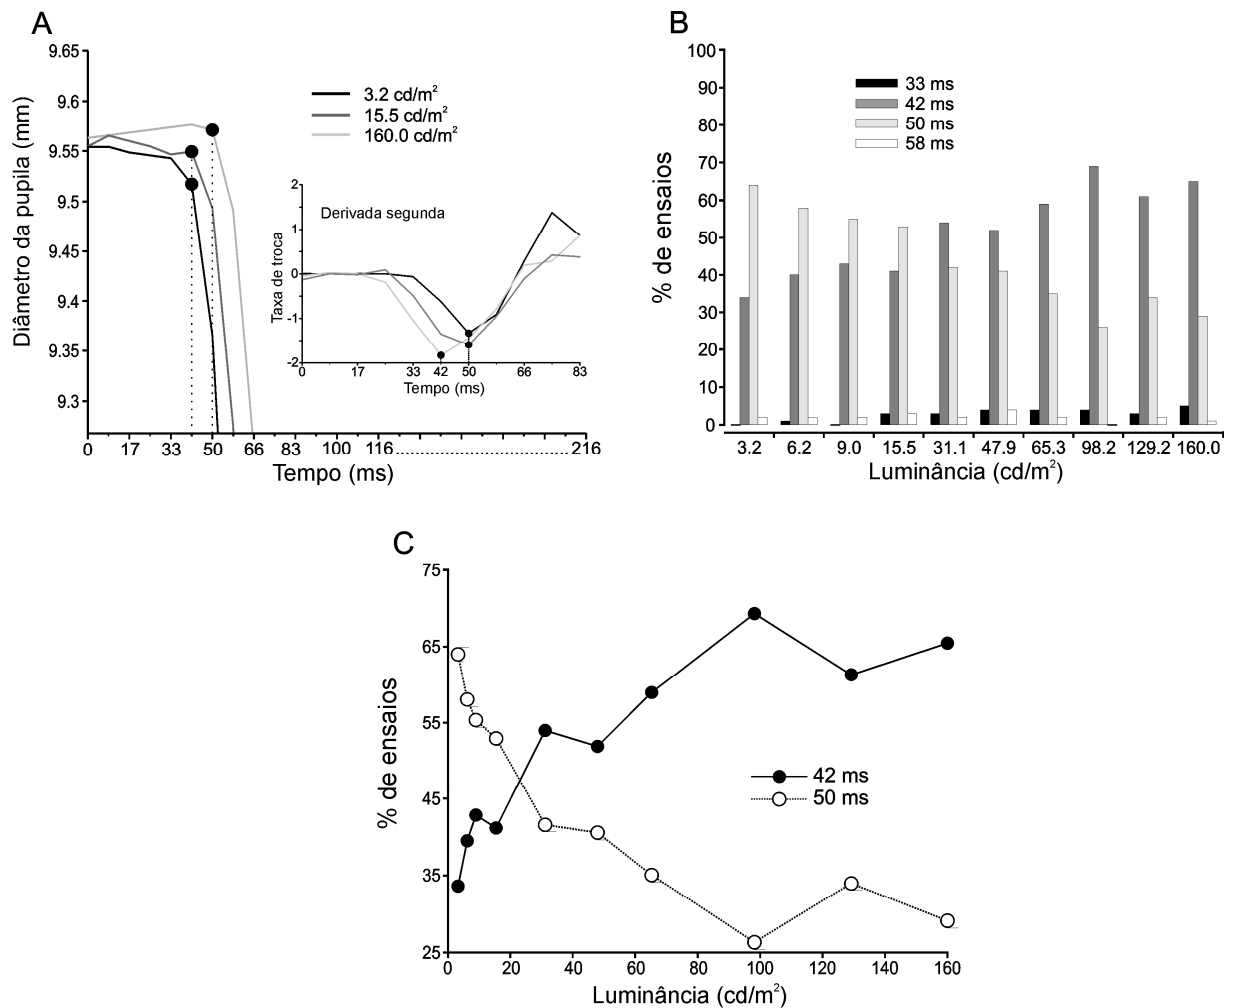 A
9.65
9.6
9.55
9.5
9.45
9.4
9.35
9.3
Diâmetro da pupila (mm)
3.2 cd/m²
15.5 cd/m²
160.0 cd/m²
Derivada segunda
2
1
0
-1
-2
Taxa de troca
0 17 33 42 50 66 83
Tempo (ms)
0 17 33 50 66 83 100 116 216
Tempo (ms)
B
100
90
80
70
60
50
40
30
20
10
0
% de ensaios
33 ms
42 ms
50 ms
58 ms
3.2 6.2 9.0 15.5 31.1 47.9 65.3 98.2 129.2 160.0
Luminância (cd/m²)
C
75
65
55
45
35
25
% de ensaios
42 ms
50 ms
0 20 40 60 80 100 120 140 160
Luminância (cd/m²)